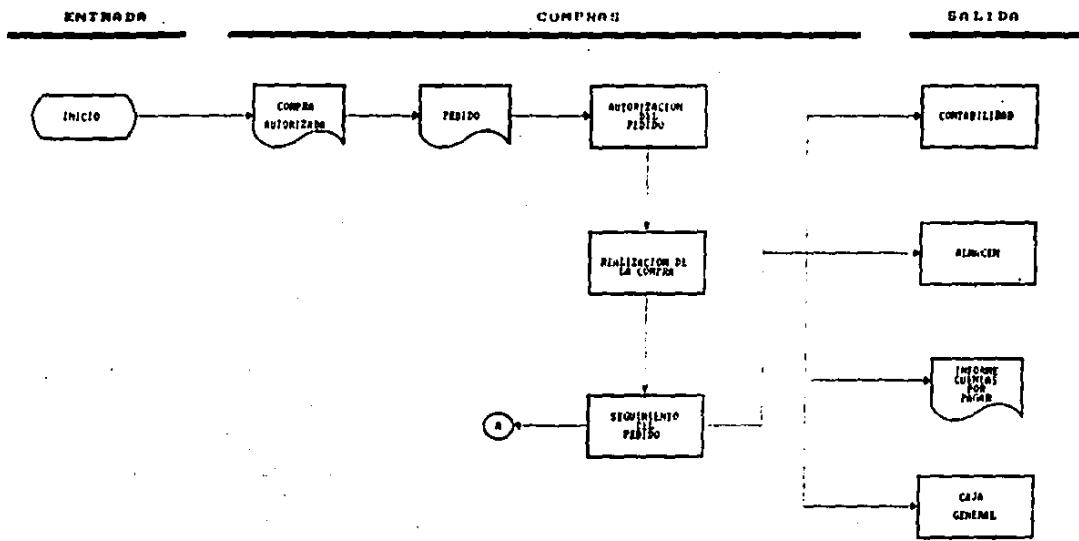 ENTRADA
COMPRAS
SALIDA
INICIO
COMPRA
AUTORIZADA
PEDIDO
AUTORIZACION
DEL
PEDIDO
CONTABILIDAD
REALIZACION DE
LA COMPRA
ALMACEN
INFORME
CUENTAS
POR
PAGAR
A
SEGUIMIENTO
DEL
PEDIDO
CAJA
GENERAL